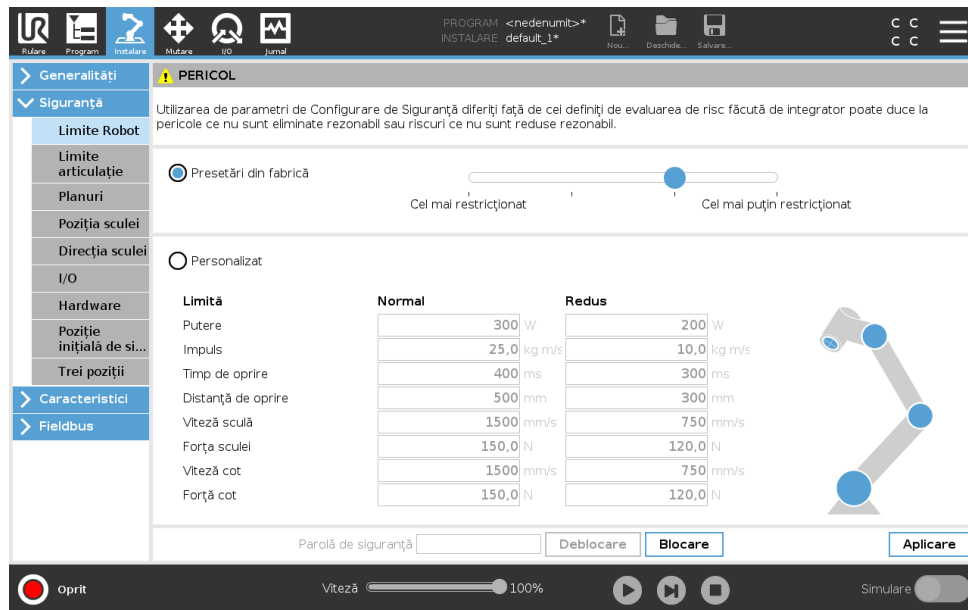 PROGRAM <nedenumit>*
INSTALARE default_1*
Rulare Program Instalare Mutare I/O Jurnal Nou... Deschide... Salvare...
C C
C C
Generalități
Siguranță
Limite Robot
Limite
articulație
Planuri
Poziția sculei
Direcția sculei
I/O
Hardware
Poziție
inițială de si...
Trei poziții
Caracteristici
Fieldbus
PERICOL
Utilizarea de parametri de Configurare de Siguranță diferiți față de cei definiți de evaluarea de risc făcută de integrator poate duce la
pericole ce nu sunt eliminate rezonabil sau riscuri ce nu sunt reduse rezonabil.
Presetări din fabrică
Cel mai restricționat Cel mai puțin restricționat
Personalizat
Limită Normal Redus
Putere 300 W 200 W
Impuls 25,0 kg m/s 10,0 kg m/s
Timp de oprire 400 ms 300 ms
Distanță de oprire 500 mm 300 mm
Viteză sculă 1500 mm/s 750 mm/s
Forța sculei 150,0 N 120,0 N
Viteză cot 1500 mm/s 750 mm/s
Forță cot 150,0 N 120,0 N
Parolă de siguranță Deblocare Blocare Aplicare
Oprit Viteză 100% Simulare